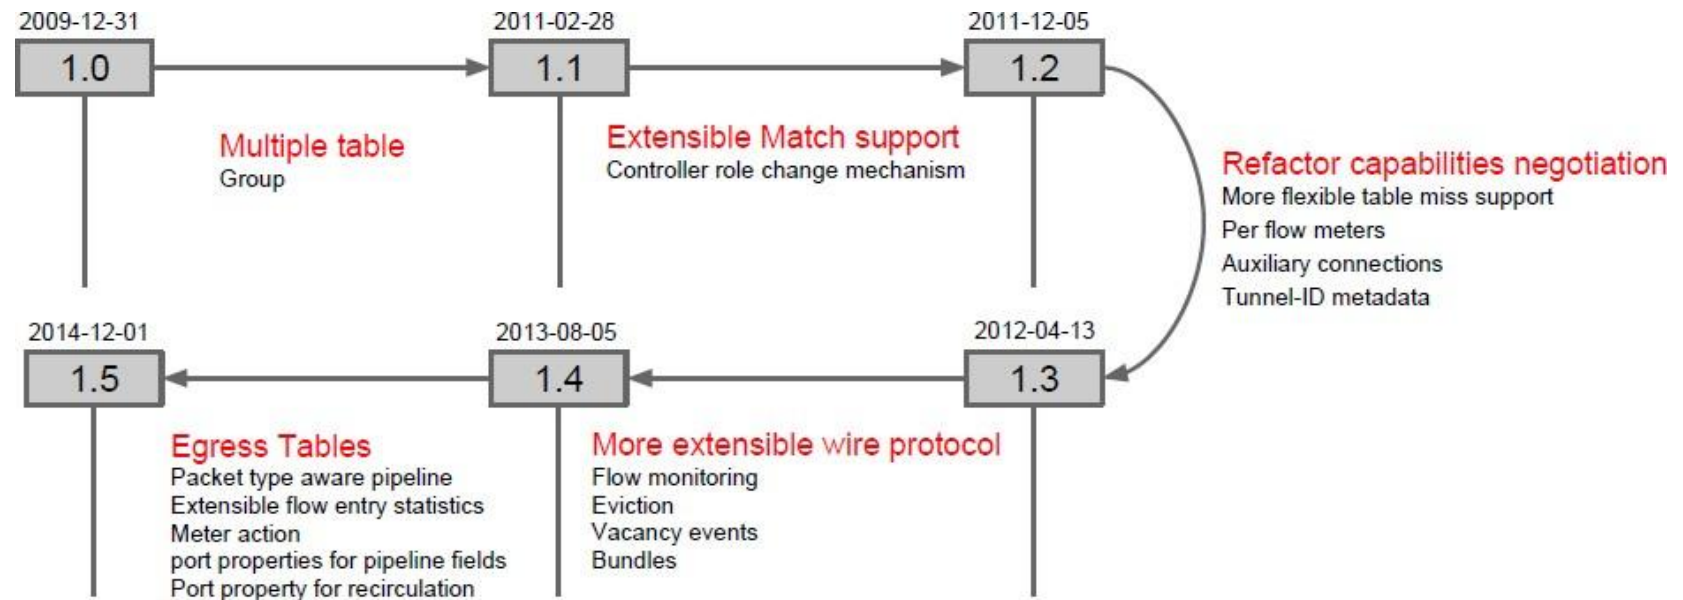 2009-12-31
1.0
2011-02-28
1.1
2011-12-05
1.2
Multiple table
Group
Extensible Match support
Controller role change mechanism
Refactor capabilities negotiation
More flexible table miss support
Per flow meters
Auxiliary connections
Tunnel-ID metadata
2012-04-13
1.3
2013-08-05
1.4
2014-12-01
1.5
More extensible wire protocol
Flow monitoring
Eviction
Vacancy events
Bundles
Egress Tables
Packet type aware pipeline
Extensible flow entry statistics
Meter action
port properties for pipeline fields
Port property for recirculation